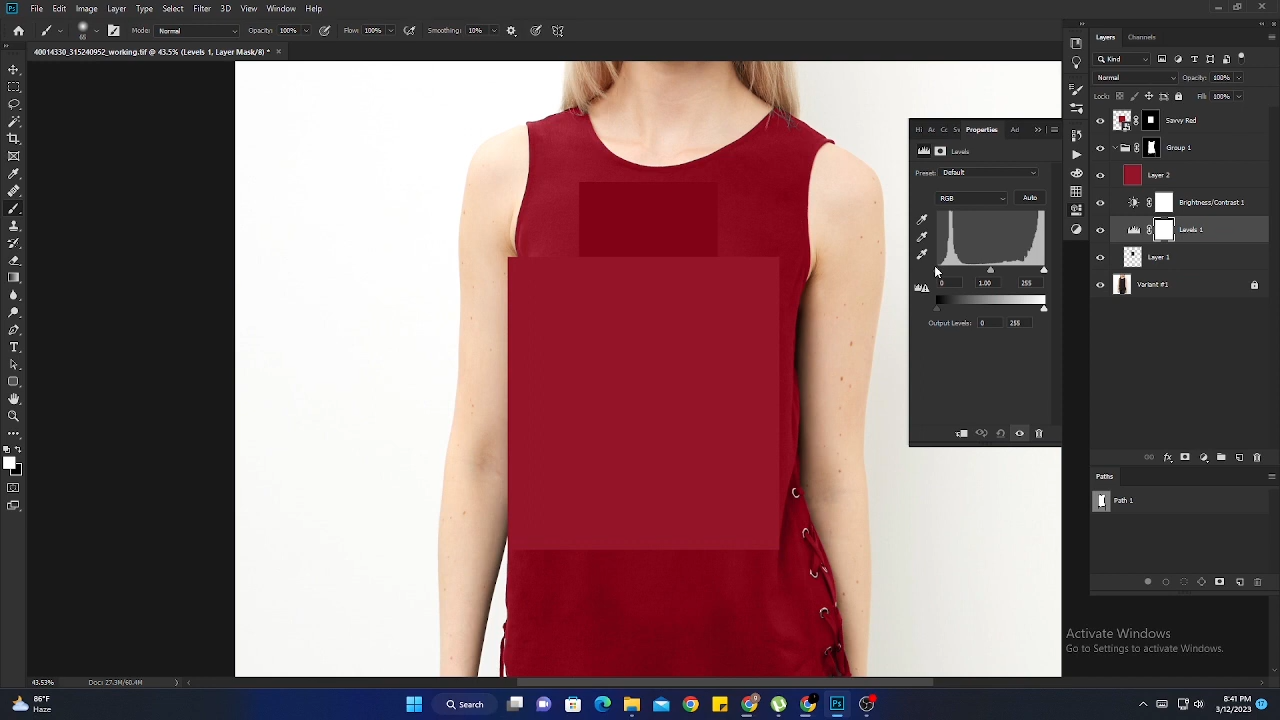 File Edit Image Layer Type Select Filter 3D View Window Help
Mode: Normal Opacity: 100% Flow: 100% Smoothing: 10%
40014330_315240952_working.tif @ 43.5% (Levels 1, Layer Mask/8) *
Layers Channels
Kind
Normal Opacity: 100%
Lock: Fill: 100%
Savvy Red
Group 1
Layer 2
Brightness/Contrast 1
Levels 1
Layer 1
Variant #1
Properties Ad
Levels
Preset: Default
RGB Auto
0 1.00 255
Output Levels: 0 255
Paths
Path 1
Activate Windows
Go to Settings to activate Windows.
43.53% Doc: 27.3M/60.4M
86°F
Haze
Search
8:41 PM
3/12/2023